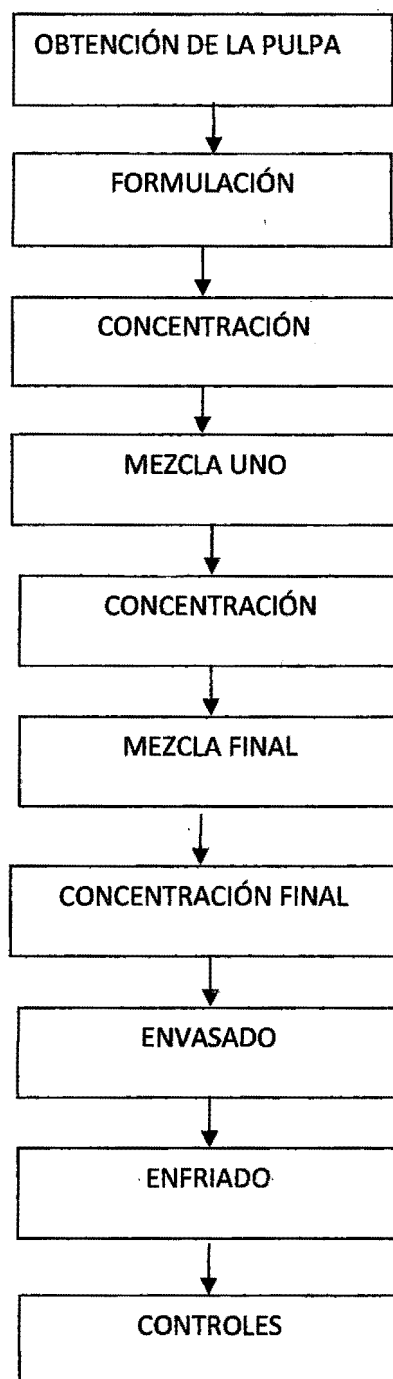 OBTENCIÓN DE LA PULPA
FORMULACIÓN
CONCENTRACIÓN
MEZCLA UNO
CONCENTRACIÓN
MEZCLA FINAL
CONCENTRACIÓN FINAL
ENVASADO
ENFRIADO
CONTROLES